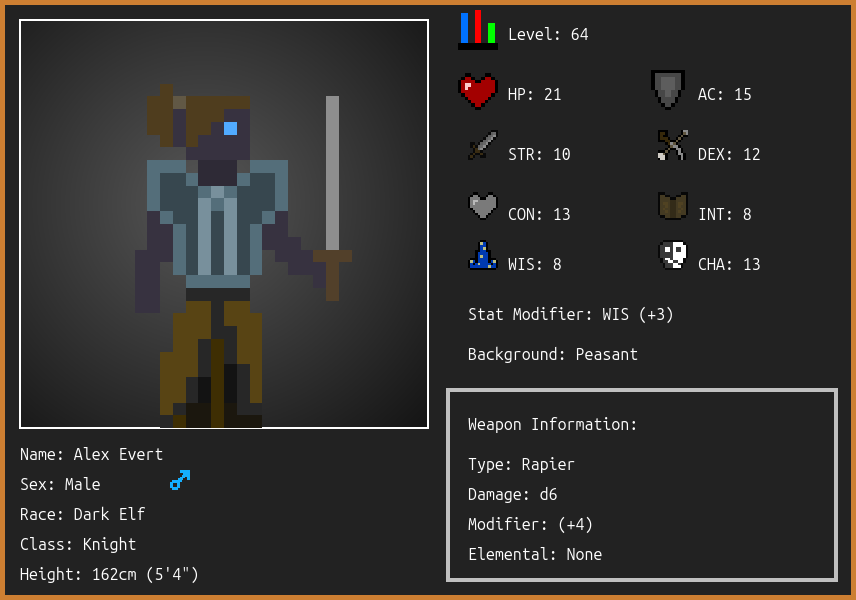 Level: 64
HP: 21
AC: 15
STR: 10
DEX: 12
CON: 13
INT: 8
WIS: 8
CHA: 13
Stat Modifier: WIS (+3)
Background: Peasant
Name: Alex Evert
Sex: Male
Race: Dark Elf
Class: Knight
Height: 162cm (5'4")
Weapon Information:
Type: Rapier
Damage: d6
Modifier: (+4)
Elemental: None